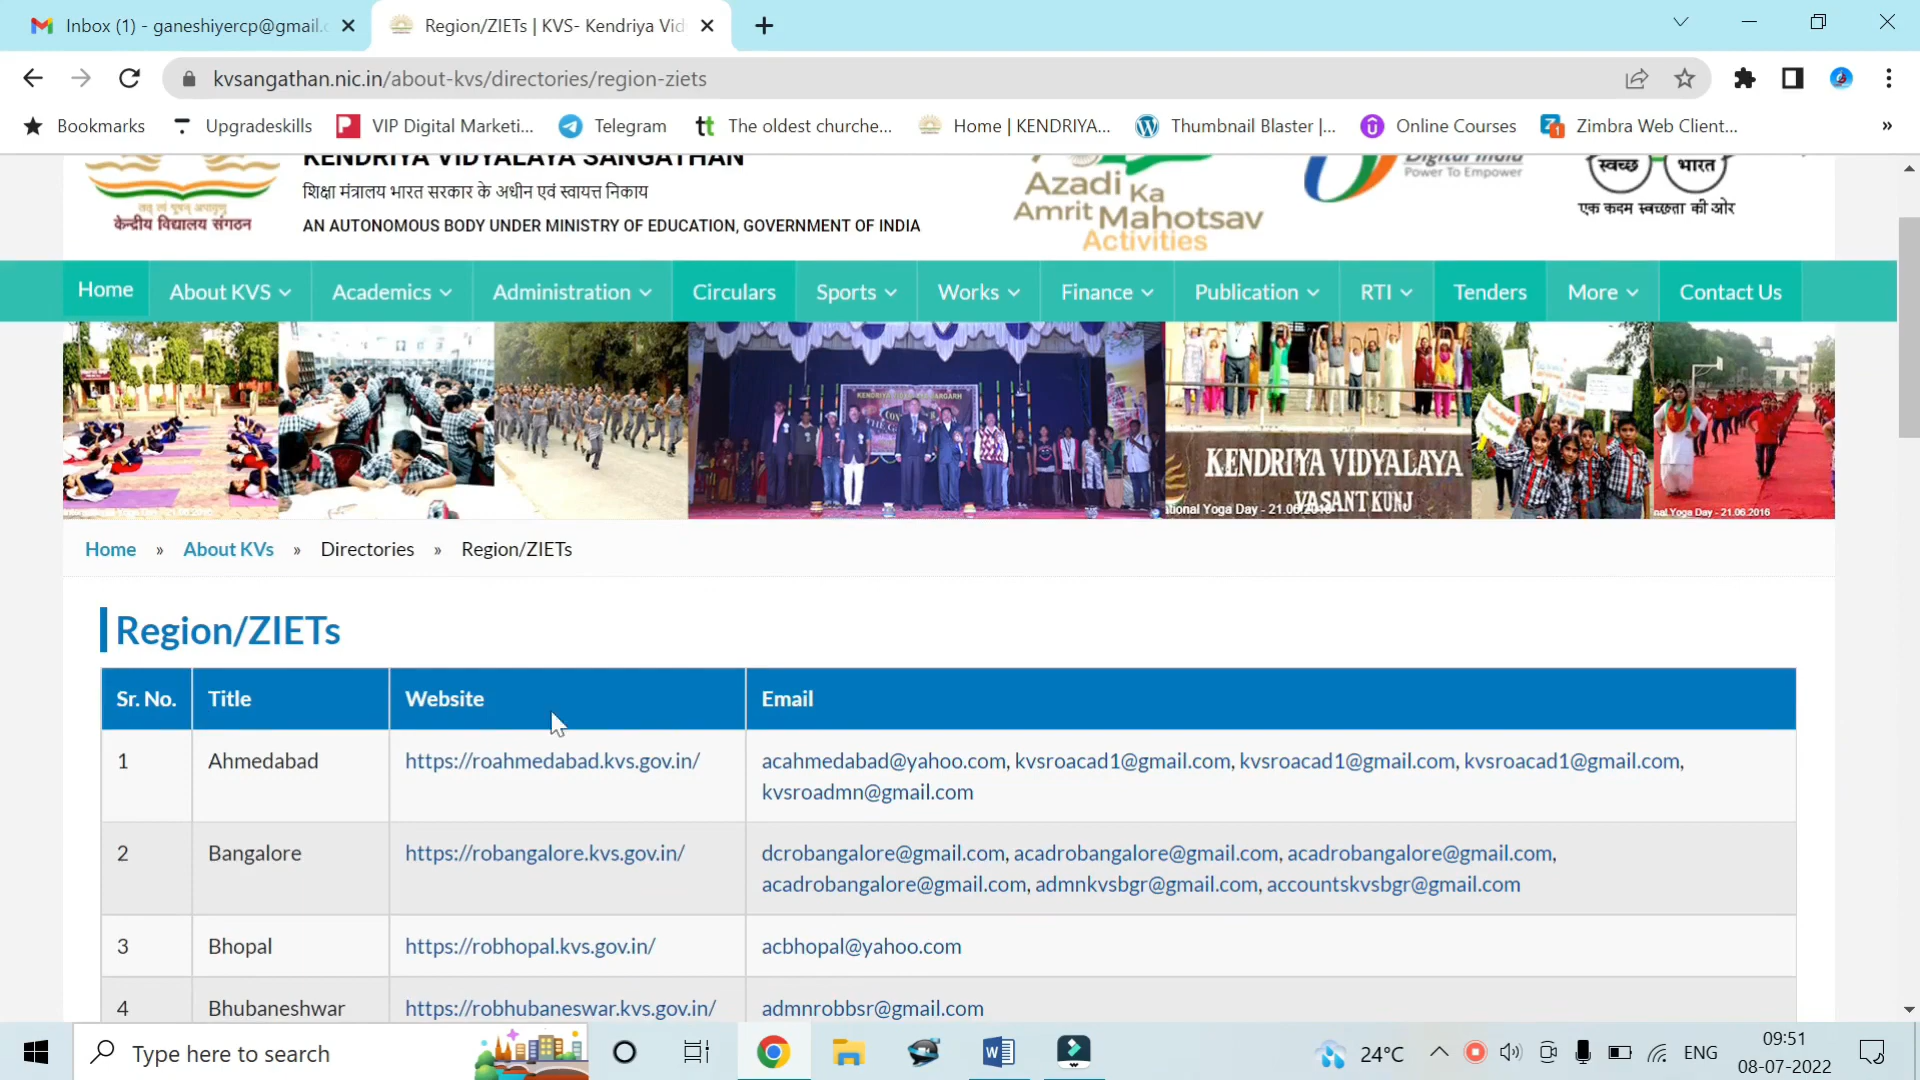 Inbox (1) - ganeshiyercp@gmail.c
Region/ZIETs | KVS- Kendriya Vid
kvsangathan.nic.in/about-kvs/directories/region-ziets
Bookmarks
Upgradeskills
VIP Digital Marketi...
Telegram
The oldest churche...
Home | KENDRIYA...
Thumbnail Blaster |...
Online Courses
Zimbra Web Client...
»
KENDRIYA VIDYALAYA SANGATHAN
शिक्षा मंत्रालय भारत सरकार के अधीन एवं स्वायत्त निकाय
AN AUTONOMOUS BODY UNDER MINISTRY OF EDUCATION, GOVERNMENT OF INDIA
केन्द्रीय विद्यालय संगठन
Azadi Ka
Amrit Mahotsav
Activities
Digital India
Power To Empower
स्वच्छ भारत
एक कदम स्वच्छता की ओर
Home
About KVS
Academics
Administration
Circulars
Sports
Works
Finance
Publication
RTI
Tenders
More
Contact Us
KENDRIYA VIDYALAYA
VASANT KUNJ
tional Yoga Day - 21.06.2016
nal Yoga Day - 21.06.2016
Home » About KVs » Directories » Region/ZIETs
Region/ZIETs
Sr. No. Title Website Email
1 Ahmedabad https://roahmedabad.kvs.gov.in/ acahmedabad@yahoo.com, kvsroacad1@gmail.com, kvsroacad1@gmail.com, kvsroacad1@gmail.com,
kvsroadmn@gmail.com
2 Bangalore https://robangalore.kvs.gov.in/ dcrobangalore@gmail.com, acadrobangalore@gmail.com, acadrobangalore@gmail.com,
acadrobangalore@gmail.com, admnkvsbgr@gmail.com, accountskvsbgr@gmail.com
3 Bhopal https://robhopal.kvs.gov.in/ acbhopal@yahoo.com
4 Bhubaneshwar https://robhubaneswar.kvs.gov.in/ admnrobbsr@gmail.com
Type here to search
24°C
ENG
09:51
08-07-2022